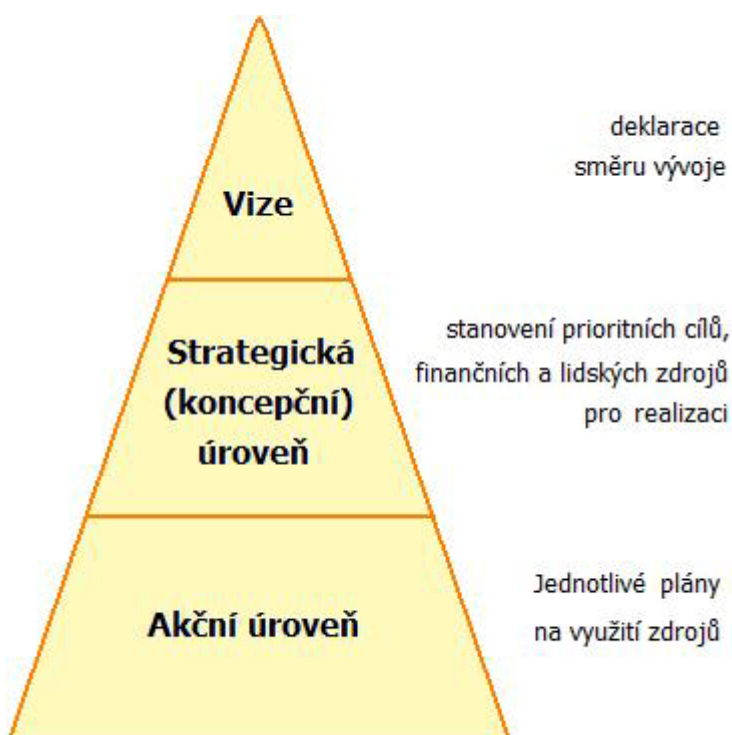 deklarace
směru vývoje
Vize
stanovení prioritních cílů,
finančních a lidských zdrojů
pro realizaci
Strategická
(koncepční)
úroveň
Jednotlivé plány
na využití zdrojů
Akční úroveň